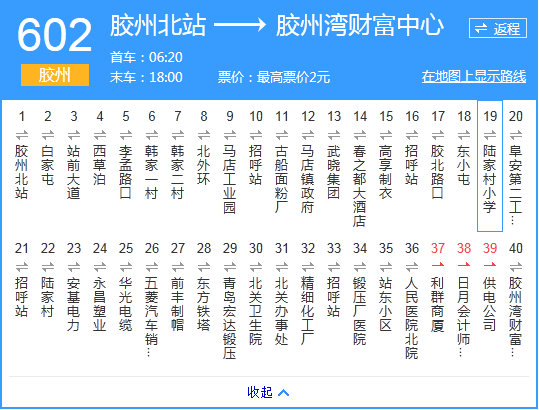 602
胶州
胶州北站 → 胶州湾财富中心
返程
首车：06:20
末车：18:00
票价：最高票价2元
在地图上显示路线
1 胶州北站
2 白家屯
3 站前大道
4 西草泊
5 李孟路口
6 韩家一村
7 韩家二村
8 北外环
9 马店工业园
10 招呼站
11 古船面粉厂
12 马店镇政府
13 武晓集团
14 春之都大酒店
15 高享制衣
16 招呼站
17 胶北路口
18 东小屯
19 陆家村小学
20 阜安第二工…
21 招呼站
22 陆家村
23 安基电力
24 永昌塑业
25 华光电缆
26 五菱汽车销…
27 前丰制帽
28 东方铁塔
29 青岛宏达锻压
30 北关卫生院
31 北关办事处
32 精细化工厂
33 招呼站
34 锻压厂医院
35 站东小区
36 人民医院北院
37 利群商厦
38 日月会计师…
39 供电公司
40 胶州湾财富…
收起